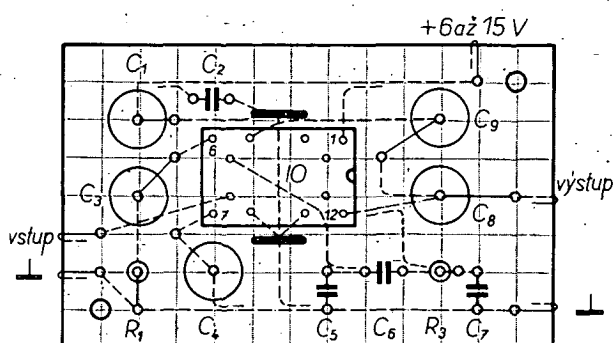 +6až 15 V
C1 C2
C9
6 1
IO
C3
7 12
C8
výstup
vstup
R1 C4 C5 C6 R3 C7